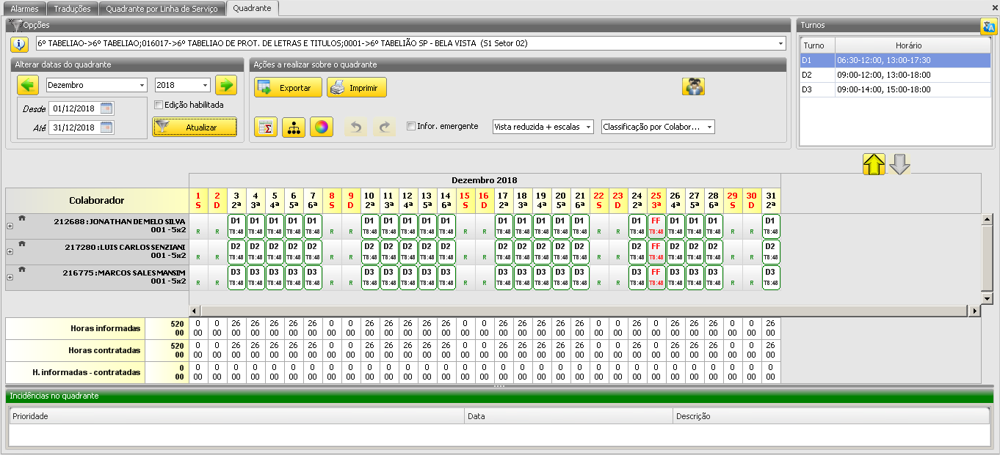 Alarmes Traduções Quadrante por Linha de Serviço Quadrante
Opções
6º TABELIAO->6º TABELIAO;016017->6º TABELIAO DE PROT. DE LETRAS E TITULOS;0001->6º TABELIÃO SP - BELA VISTA (S1 Setor 02)
Alterar datas do quadrante
Dezembro 2018
Desde 01/12/2018 Edição habilitada
Até 31/12/2018 Atualizar
Ações a realizar sobre o quadrante
Exportar Imprimir
Infor. emergente Vista reduzida + escalas Classificação por Colabor...
Turnos
Turno Horário
D1 06:30-12:00, 13:00-17:30
D2 09:00-12:00, 13:00-18:00
D3 09:00-14:00, 15:00-18:00
Dezembro 2018
Colaborador
1 2 3 4 5 6 7 8 9 10 11 12 13 14 15 16 17 18 19 20 21 22 23 24 25 26 27 28 29 30 31
S D 2ª 3ª 4ª 5ª 6ª S D 2ª 3ª 4ª 5ª 6ª S D 2ª 3ª 4ª 5ª 6ª S D 2ª 3ª 4ª 5ª 6ª S D 2ª
212688 : JONATHAN DE MELO SILVA D1 D1 D1 D1 D1 D1 D1 D1 D1 D1 D1 D1 D1 D1 D1 D1 FF D1 D1 D1 D1
001 - 5x2 R R T8:48 T8:48 T8:48 T8:48 T8:48 R R T8:48 T8:48 T8:48 T8:48 T8:48 R R T8:48 T8:48 T8:48 T8:48 T8:48 R R T8:48 T8:48 T8:48 T8:48 T8:48 R R T8:48
217280 : LUIS CARLOS SENZIANI D2 D2 D2 D2 D2 D2 D2 D2 D2 D2 D2 D2 D2 D2 D2 D2 FF D2 D2 D2 D2
001 - 5x2 R R T8:48 T8:48 T8:48 T8:48 T8:48 R R T8:48 T8:48 T8:48 T8:48 T8:48 R R T8:48 T8:48 T8:48 T8:48 T8:48 R R T8:48 T8:48 T8:48 T8:48 T8:48 R R T8:48
216775 : MARCOS SALES MANSIM D3 D3 D3 D3 D3 D3 D3 D3 D3 D3 D3 D3 D3 D3 D3 D3 FF D3 D3 D3 D3
001 - 5x2 R R T8:48 T8:48 T8:48 T8:48 T8:48 R R T8:48 T8:48 T8:48 T8:48 T8:48 R R T8:48 T8:48 T8:48 T8:48 T8:48 R R T8:48 T8:48 T8:48 T8:48 T8:48 R R T8:48
Horas informadas
520 0 0 26 26 26 26 26 0 0 26 26 26 26 26 0 0 26 26 26 26 26 0 0 26 0 26 26 26 0 0 26
00 00 00 00 00 00 00 00 00 00 00 00 00 00 00 00 00 00 00 00 00 00 00 00 00 00 00 00 00 00 00 00
Horas contratadas
520 0 0 26 26 26 26 26 0 0 26 26 26 26 26 0 0 26 26 26 26 26 0 0 26 0 26 26 26 0 0 26
00 00 00 00 00 00 00 00 00 00 00 00 00 00 00 00 00 00 00 00 00 00 00 00 00 00 00 00 00 00 00 00
H. informadas - contratadas
0 0 0 0 0 0 0 0 0 0 0 0 0 0 0 0 0 0 0 0 0 0 0 0 0 0 0 0 0 0 0 0
00 00 00 00 00 00 00 00 00 00 00 00 00 00 00 00 00 00 00 00 00 00 00 00 00 00 00 00 00 00 00 00
Incidências no quadrante
Prioridade Data Descrição